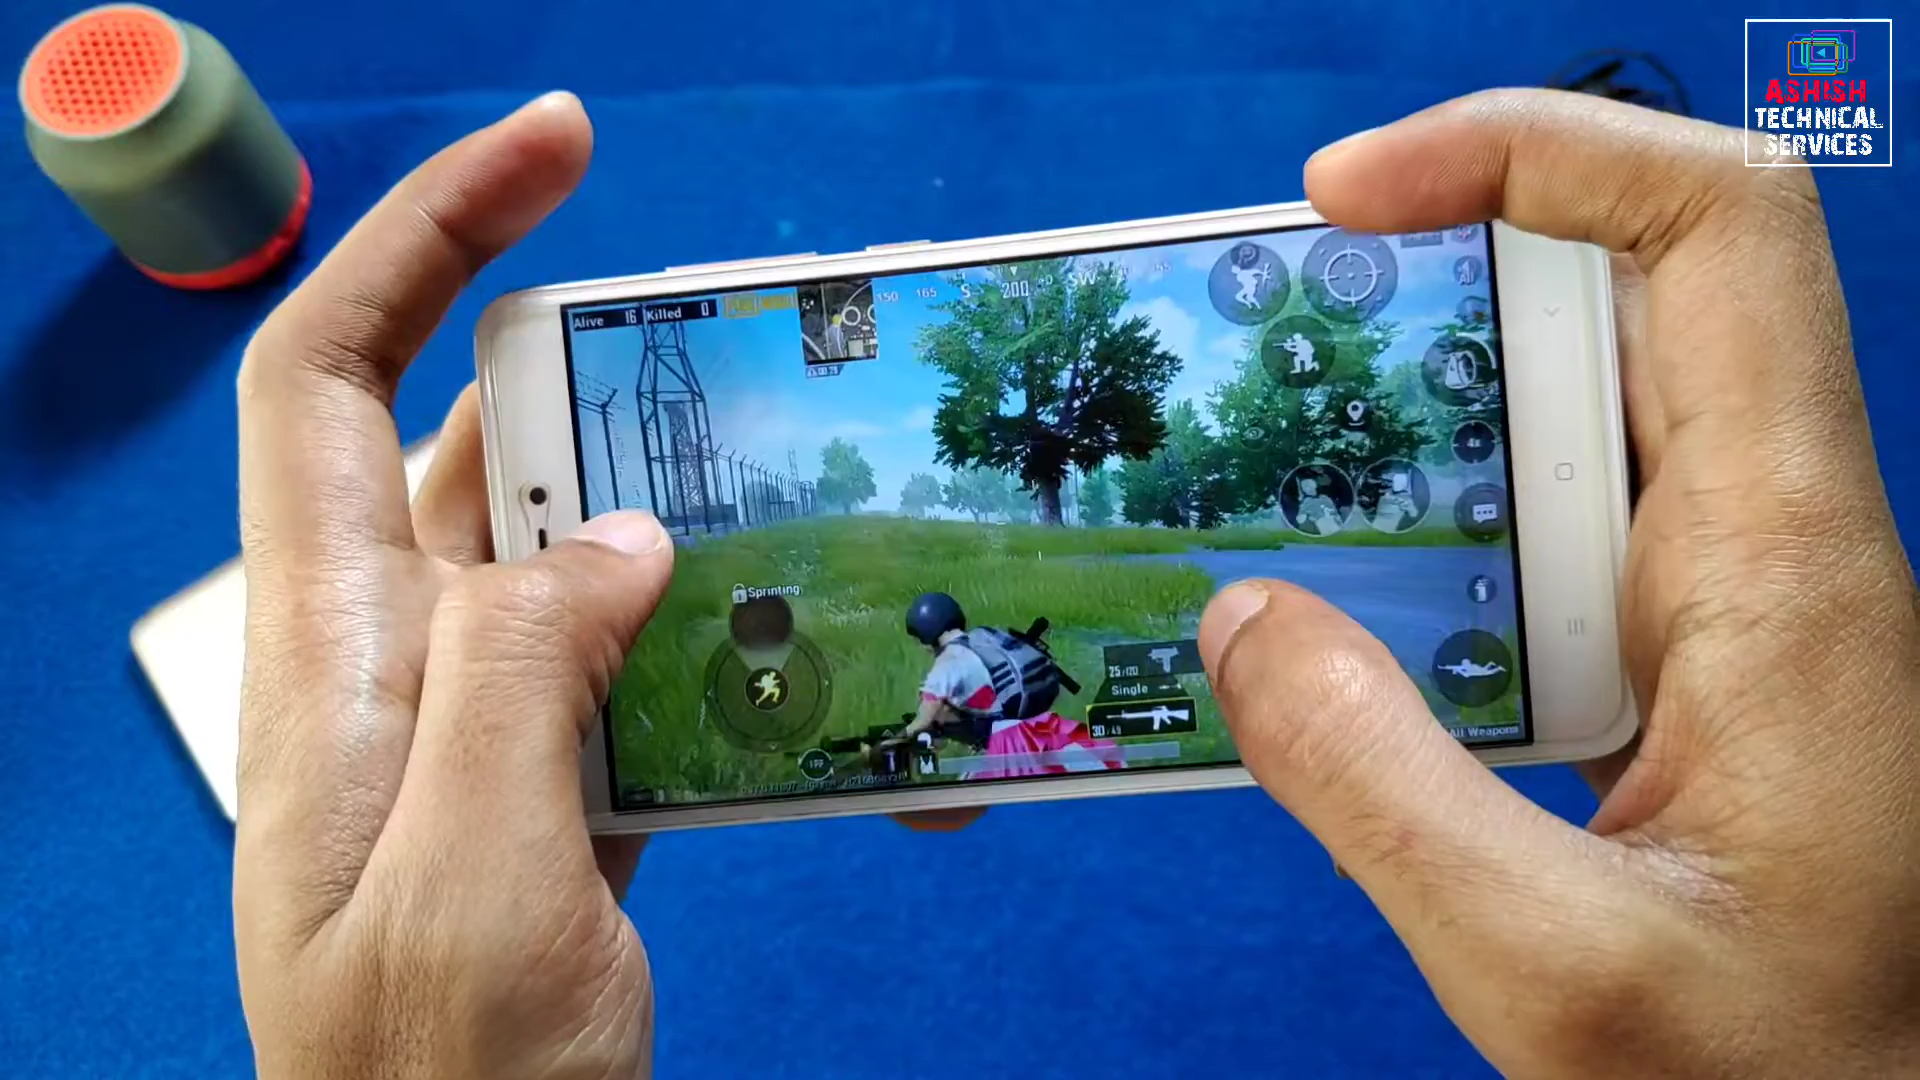 ASHISH
TECHNICAL
SERVICES
Alive 16 Killed 0
150 165 S 200 SW
4x
Sprinting
25/120
Single
30/49
All Weapons